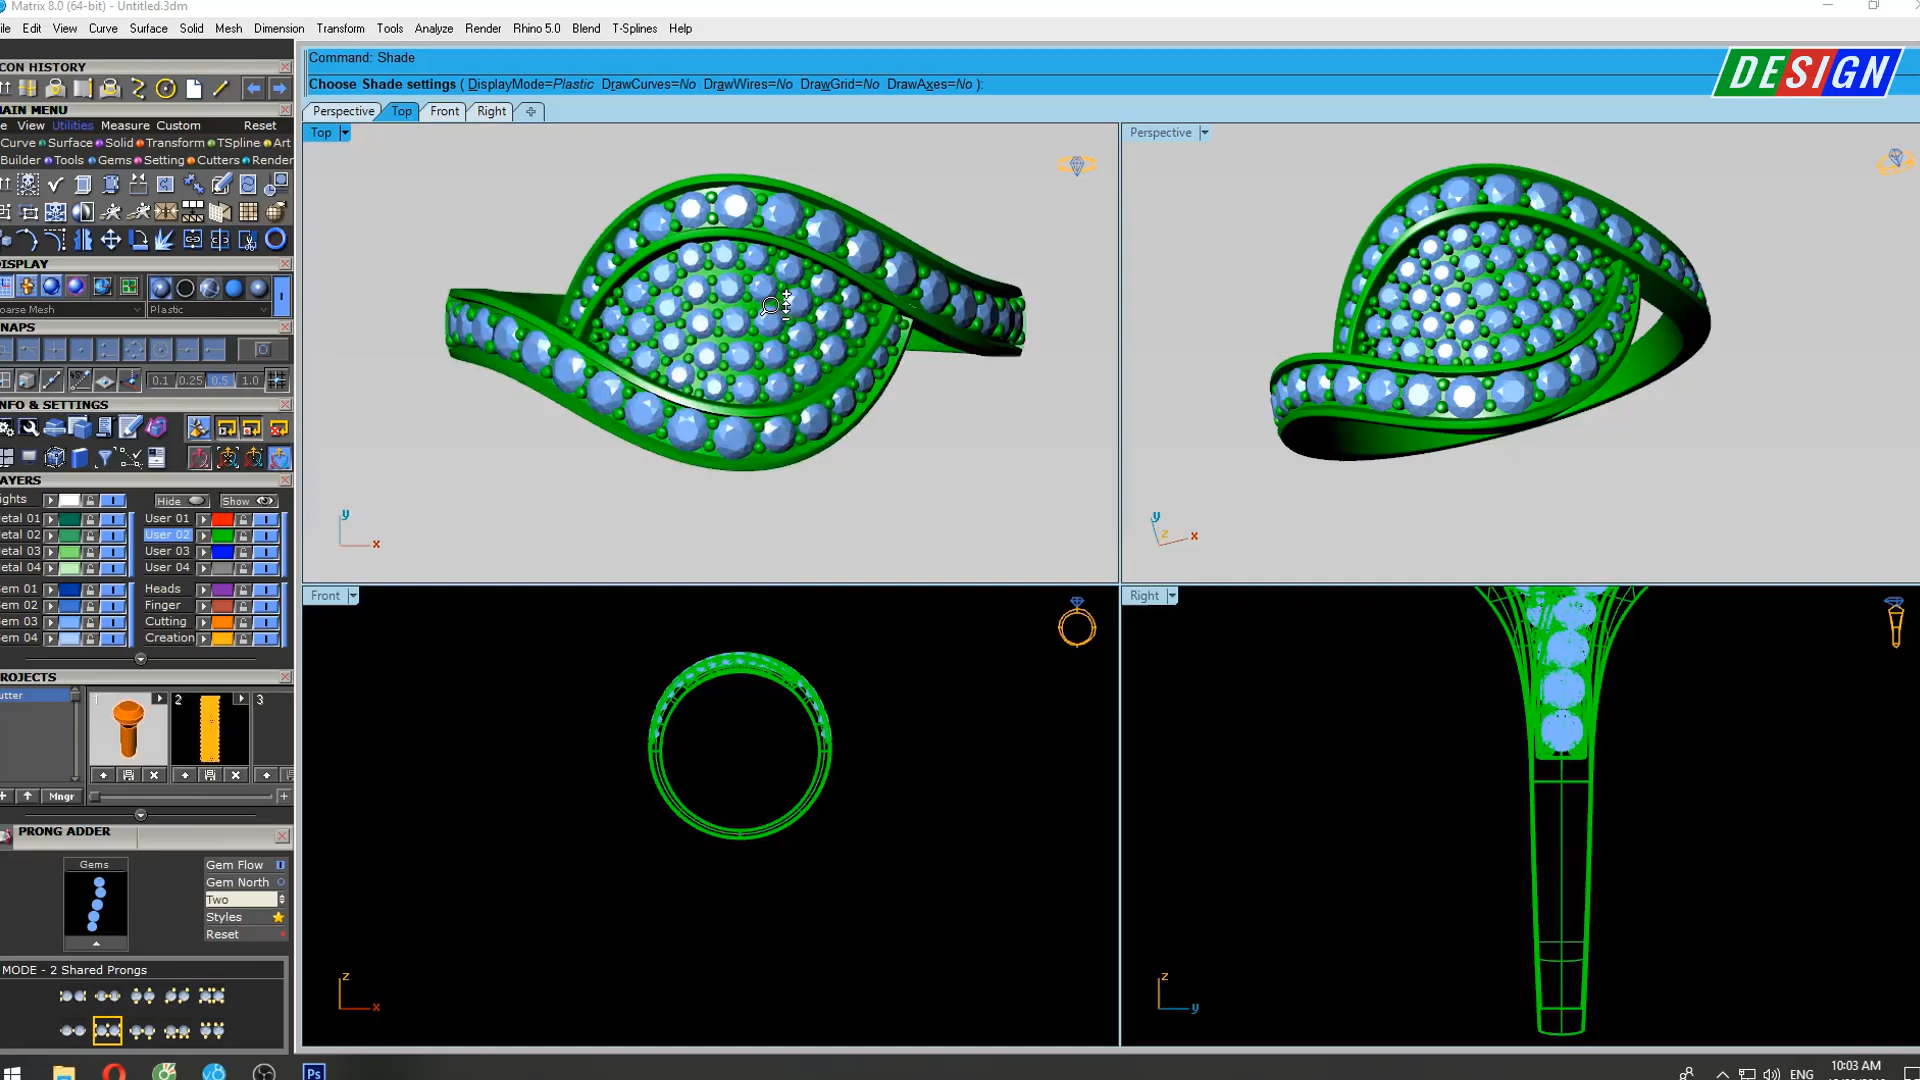 Matrix 8.0 (64-bit) - Untitled.3dm
ile Edit View Curve Surface Solid Mesh Dimension Transform Tools Analyze Render Rhino 5.0 Blend T-Splines Help
CON HISTORY
Command: Shade
Choose Shade settings ( DisplayMode=Plastic DrawCurves=No DrawWires=No DrawGrid=No DrawAxes=No ):
DESIGN
Perspective Top Front Right
AIN MENU
e View Utilities Measure Custom Reset
Curve Surface Solid Transform TSpline Art
Builder Tools Gems Setting Cutters Render
Top
Perspective
DISPLAY
oarse Mesh Plastic
NAPS
0.1 0.25 0.5 1.0
NFO & SETTINGS
AYERS
ights Hide Show
etal 01 User 01
etal 02 User 02
etal 03 User 03
etal 04 User 04
em 01 Heads
em 02 Finger
em 03 Cutting
em 04 Creation
y
x
y
z
x
Front
Right
ROJECTS
utter
1 2 3
Mngr
PRONG ADDER
Gems
Gem Flow
Gem North
Two
Styles
Reset
MODE - 2 Shared Prongs
z
x
z
y
Ps
ENG
10:03 AM